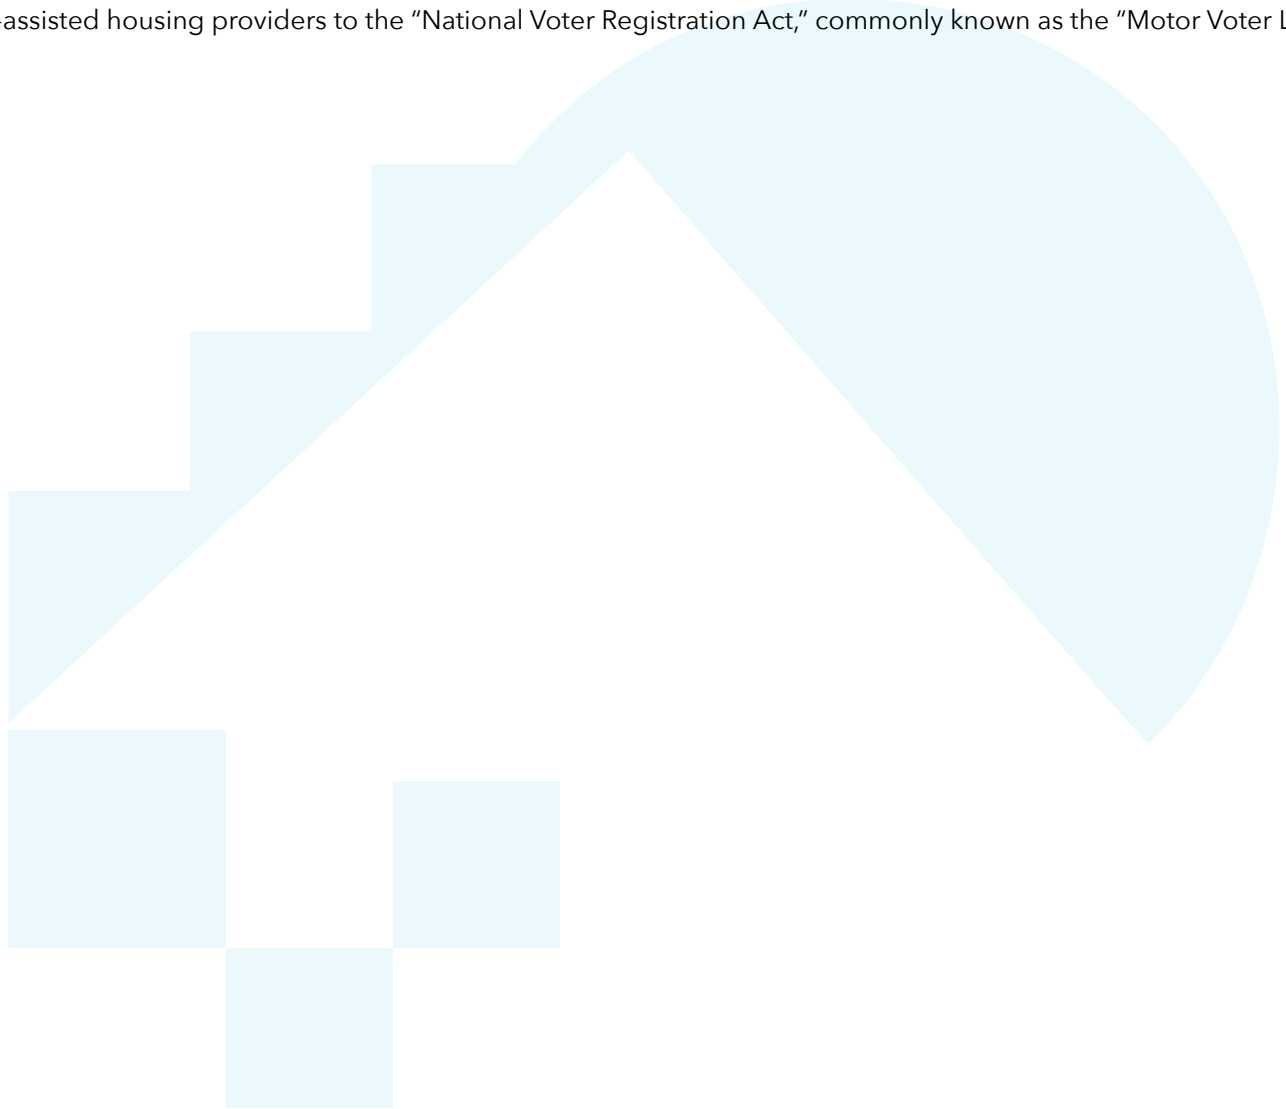 -assisted housing providers to the “National Voter Registration Act,” commonly known as the “Motor Voter L